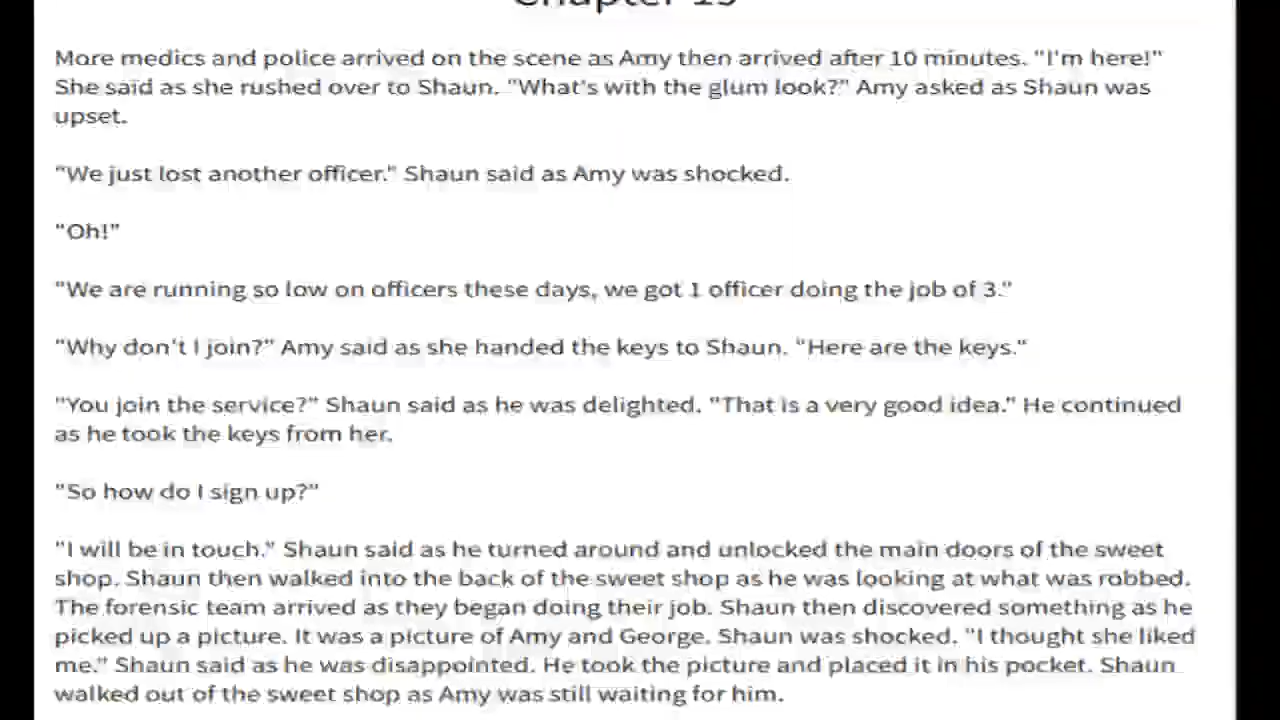 Chapter 15
More medics and police arrived on the scene as Amy then arrived after 10 minutes. "I'm here!"
She said as she rushed over to Shaun. "What's with the glum look?" Amy asked as Shaun was
upset.
"We just lost another officer." Shaun said as Amy was shocked.
"Oh!"
"We are running so low on officers these days, we got 1 officer doing the job of 3."
"Why don't I join?" Amy said as she handed the keys to Shaun. "Here are the keys."
"You join the service?" Shaun said as he was delighted. "That is a very good idea." He continued
as he took the keys from her.
"So how do I sign up?"
"I will be in touch." Shaun said as he turned around and unlocked the main doors of the sweet
shop. Shaun then walked into the back of the sweet shop as he was looking at what was robbed.
The forensic team arrived as they began doing their job. Shaun then discovered something as he
picked up a picture. It was a picture of Amy and George. Shaun was shocked. "I thought she liked
me." Shaun said as he was disappointed. He took the picture and placed it in his pocket. Shaun
walked out of the sweet shop as Amy was still waiting for him.